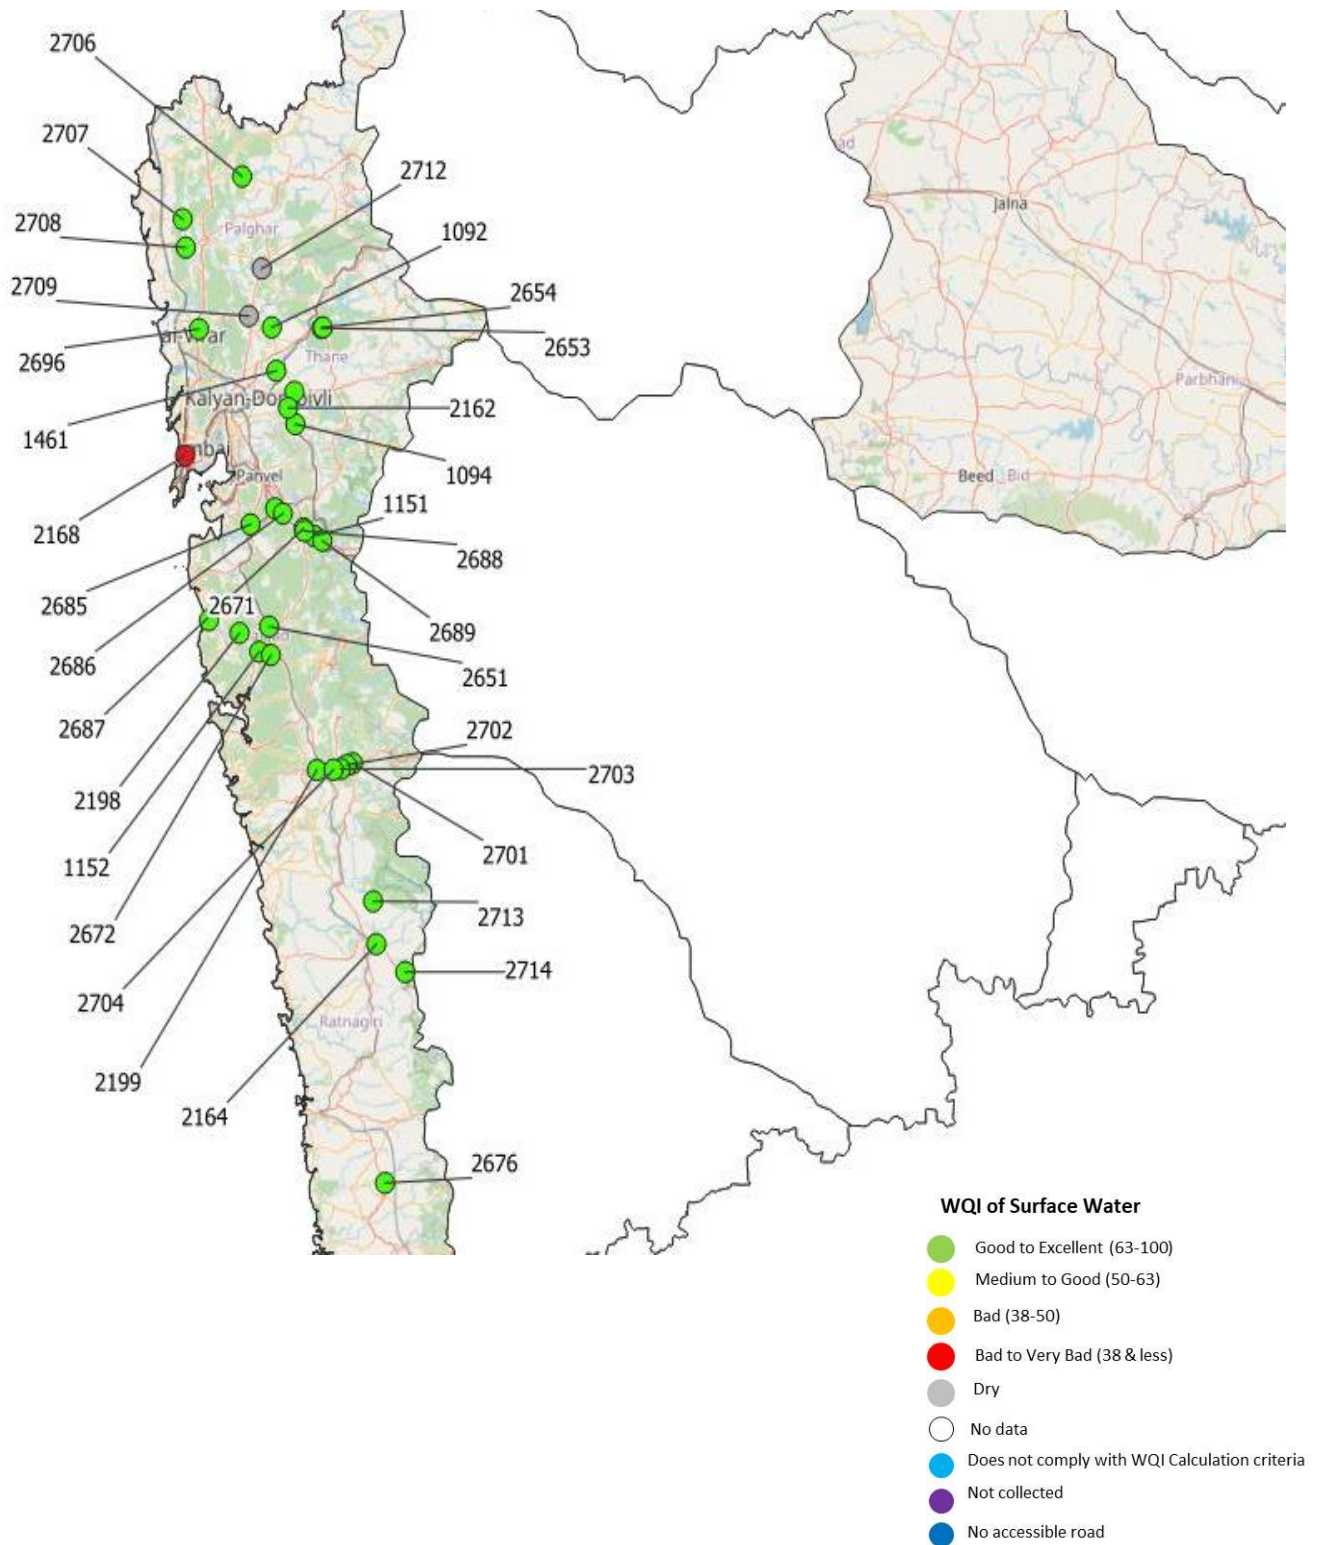 2706
2707
2712
ad
Jalna
2708
Palghar
1092
2709
2654
2653
2696
Thane
Parbhani
Kalyan-Dombivli
2162
1461
mbai
Panvel
1094
Beed
Bid
2168
1151
2688
2685
2671
2689
2686
2651
2687
2702
2703
2198
2701
1152
2713
2672
2714
2704
Ratnagiri
2199
2164
2676
WQI of Surface Water
Good to Excellent (63-100)
Medium to Good (50-63)
Bad (38-50)
Bad to Very Bad (38 & less)
Dry
No data
Does not comply with WQI Calculation criteria
Not collected
No accessible road